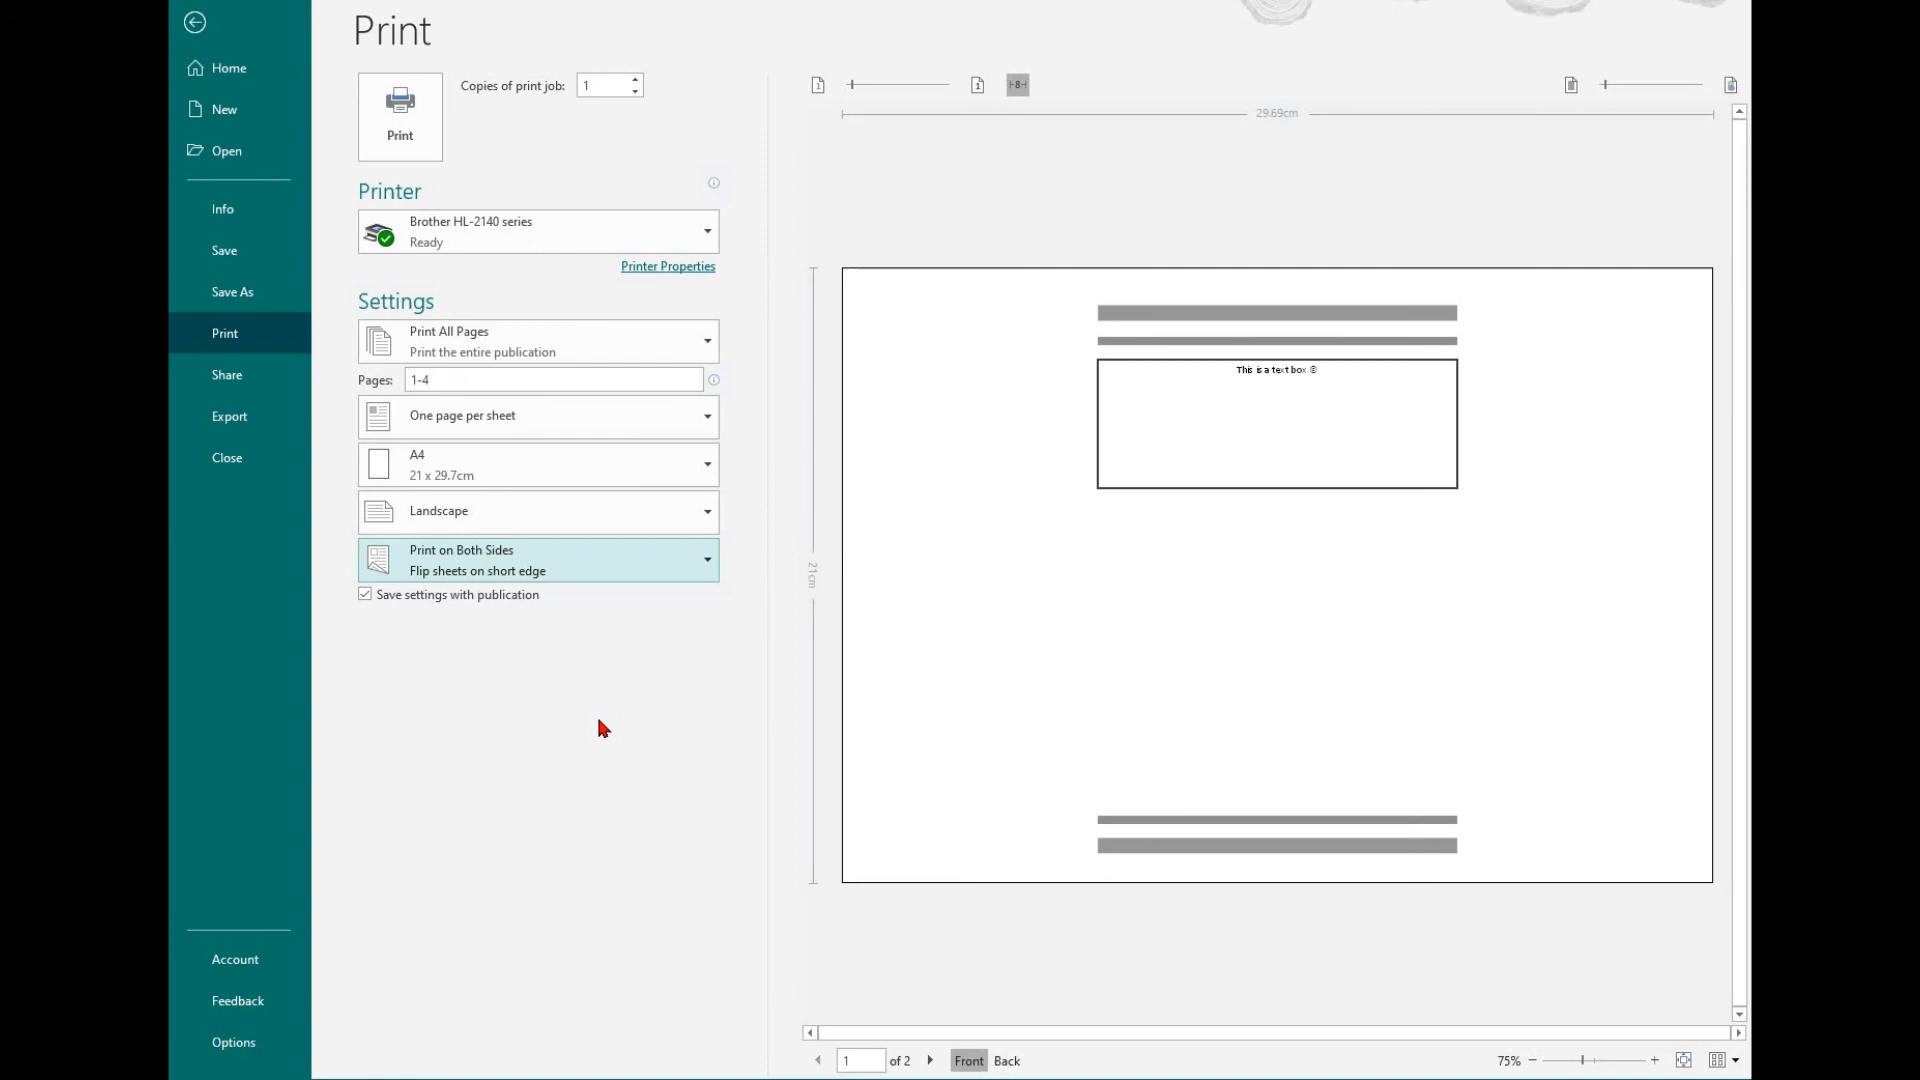 Print
Home
New
Open
Info
Save
Save As
Print
Share
Export
Close
Account
Feedback
Options
Print
Copies of print job: 1
Printer
Brother HL-2140 series
Ready
Printer Properties
Settings
Print All Pages
Print the entire publication
Pages: 1-4
One page per sheet
A4
21 x 29.7cm
Landscape
Print on Both Sides
Flip sheets on short edge
Save settings with publication
1
1
8
29.69cm
21cm
This is a text box ☺
1 of 2 Front Back
75%